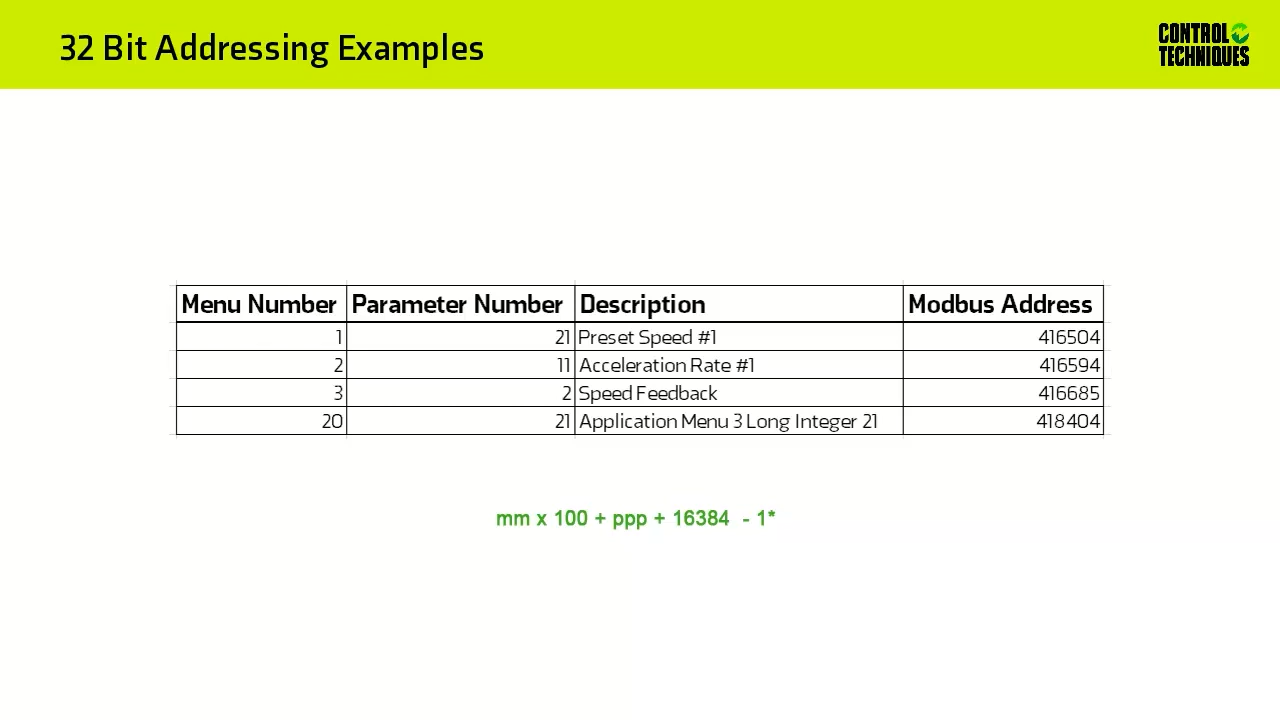 32 Bit Addressing Examples
CONTROL
TECHNIQUES
Menu Number Parameter Number Description Modbus Address
1 21 Preset Speed #1 416504
2 11 Acceleration Rate #1 416594
3 2 Speed Feedback 416685
20 21 Application Menu 3 Long Integer 21 418404
mm x 100 + ppp + 16384 - 1*